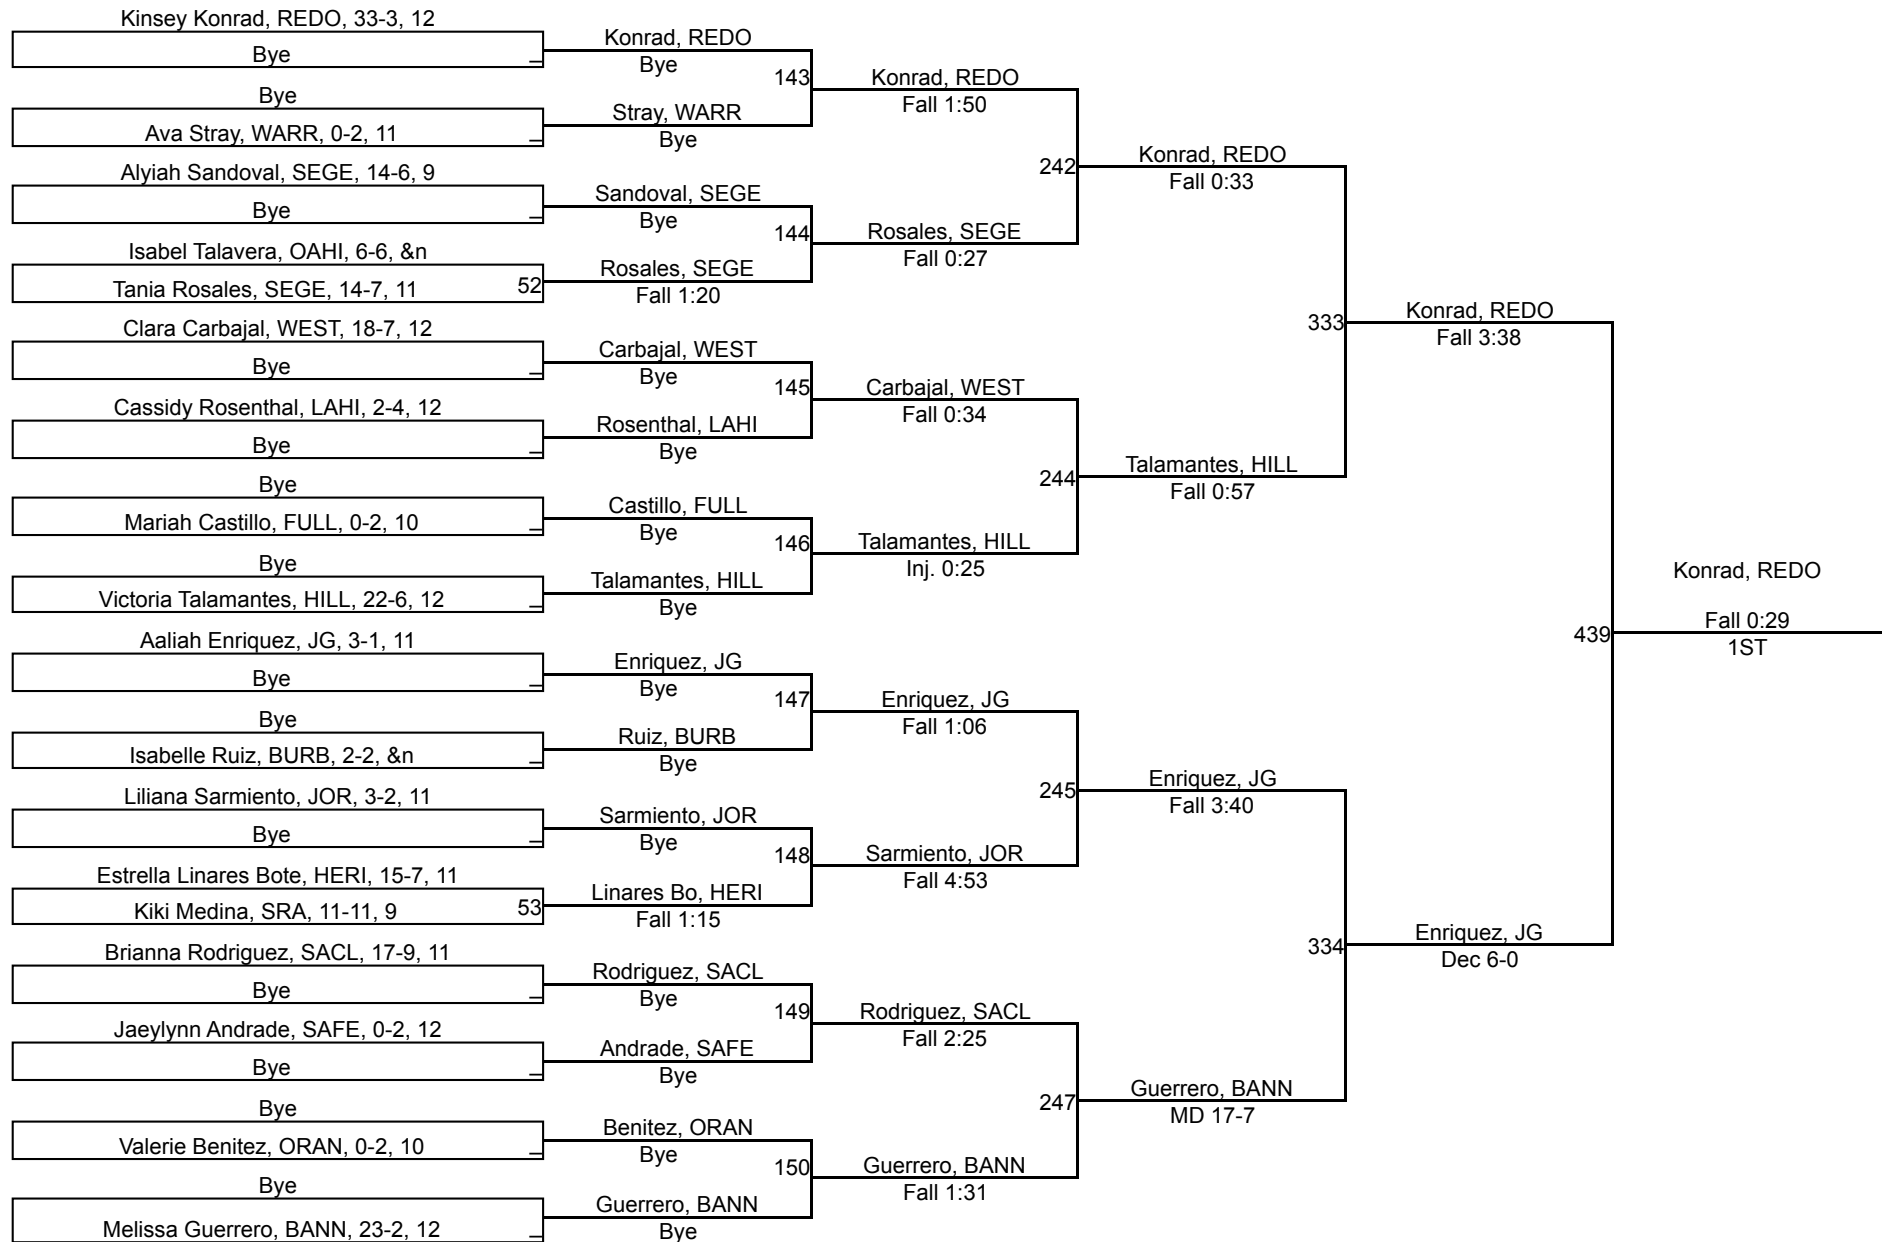 Kinsey Konrad, REDO, 33-3, 12
Bye _
Bye
Ava Stray, WARR, 0-2, 11 _
Alyiah Sandoval, SEGE, 14-6, 9
Bye _
Isabel Talavera, OAHI, 6-6, &n
Tania Rosales, SEGE, 14-7, 11 52
Clara Carbajal, WEST, 18-7, 12
Bye _
Cassidy Rosenthal, LAHI, 2-4, 12
Bye _
Bye
Mariah Castillo, FULL, 0-2, 10 _
Bye
Victoria Talamantes, HILL, 22-6, 12 _
Aaliah Enriquez, JG, 3-1, 11
Bye _
Bye
Isabelle Ruiz, BURB, 2-2, &n _
Liliana Sarmiento, JOR, 3-2, 11
Bye _
Estrella Linares Bote, HERI, 15-7, 11
Kiki Medina, SRA, 11-11, 9 53
Brianna Rodriguez, SACL, 17-9, 11
Bye _
Jaeylynn Andrade, SAFE, 0-2, 12
Bye _
Bye
Valerie Benitez, ORAN, 0-2, 10 _
Bye
Melissa Guerrero, BANN, 23-2, 12 _
Konrad, REDO
Bye
143
Stray, WARR
Bye
Sandoval, SEGE
Bye
144
Rosales, SEGE
Fall 1:20
Carbajal, WEST
Bye
145
Rosenthal, LAHI
Bye
Castillo, FULL
Bye
146
Talamantes, HILL
Bye
Enriquez, JG
Bye
147
Ruiz, BURB
Bye
Sarmiento, JOR
Bye
148
Linares Bo, HERI
Fall 1:15
Rodriguez, SACL
Bye
149
Andrade, SAFE
Bye
Benitez, ORAN
Bye
150
Guerrero, BANN
Bye
Konrad, REDO
Fall 1:50
242
Rosales, SEGE
Fall 0:27
Carbajal, WEST
Fall 0:34
244
Talamantes, HILL
Inj. 0:25
Enriquez, JG
Fall 1:06
245
Sarmiento, JOR
Fall 4:53
Rodriguez, SACL
Fall 2:25
247
Guerrero, BANN
Fall 1:31
Konrad, REDO
Fall 0:33
333
Talamantes, HILL
Fall 0:57
Enriquez, JG
Fall 3:40
334
Guerrero, BANN
MD 17-7
Konrad, REDO
Fall 3:38
439
Enriquez, JG
Dec 6-0
Konrad, REDO
Fall 0:29
1ST